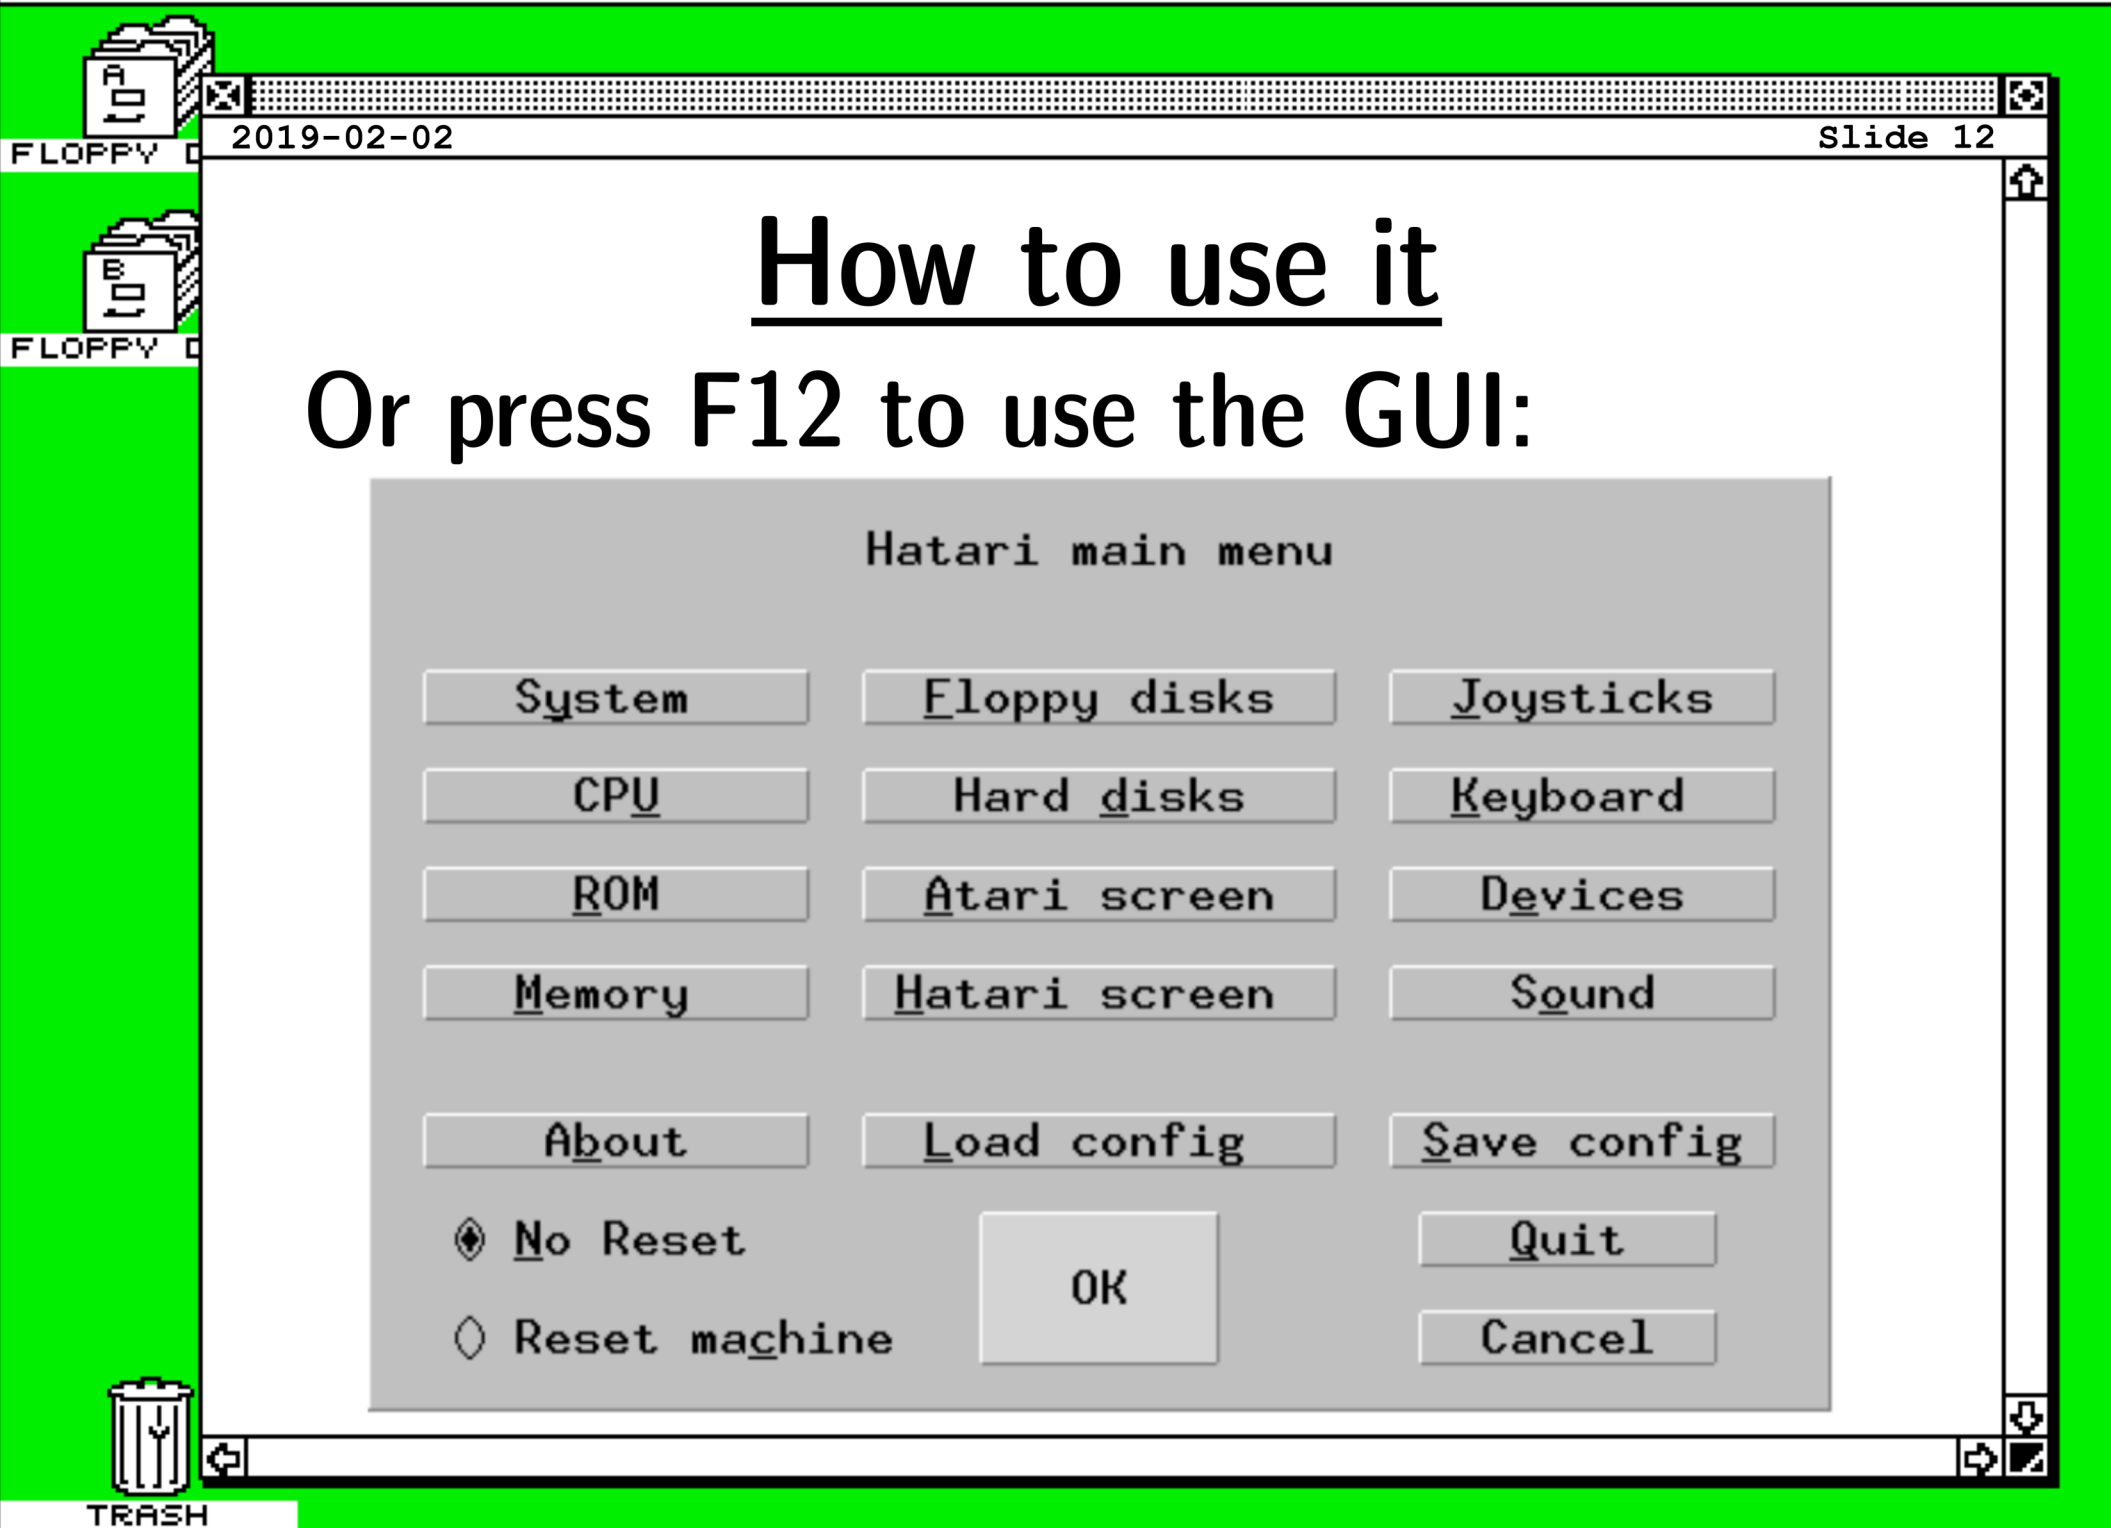 A
FLOPPY D
2019-02-02 Slide 12
B
FLOPPY D
How to use it
Or press F12 to use the GUI:
Hatari main menu
System Floppy disks Joysticks
CPU Hard disks Keyboard
ROM Atari screen Devices
Memory Hatari screen Sound
About Load config Save config
No Reset OK Quit
Reset machine Cancel
TRASH